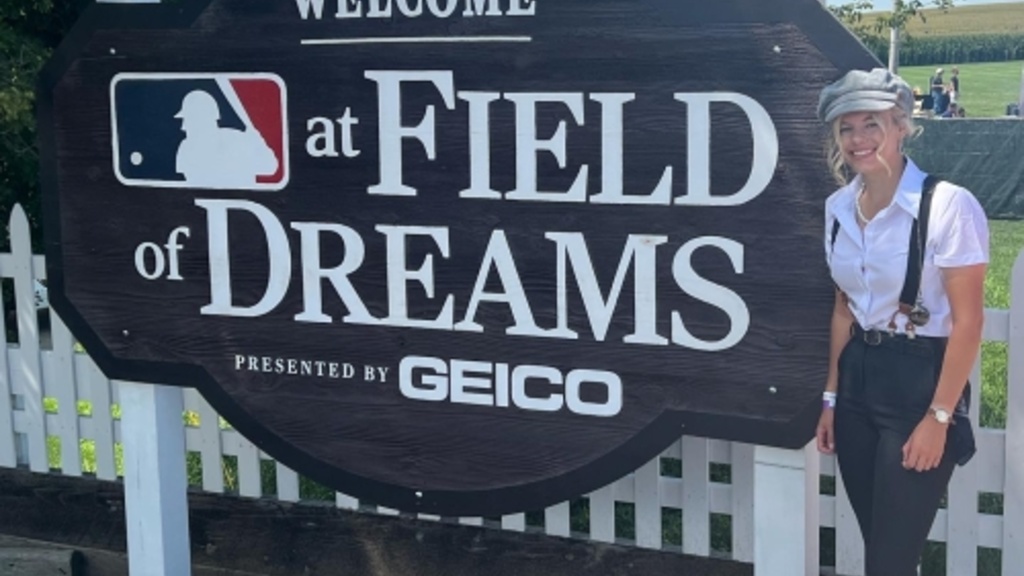 WELCOME
at FIELD
of DREAMS
PRESENTED BY GEICO